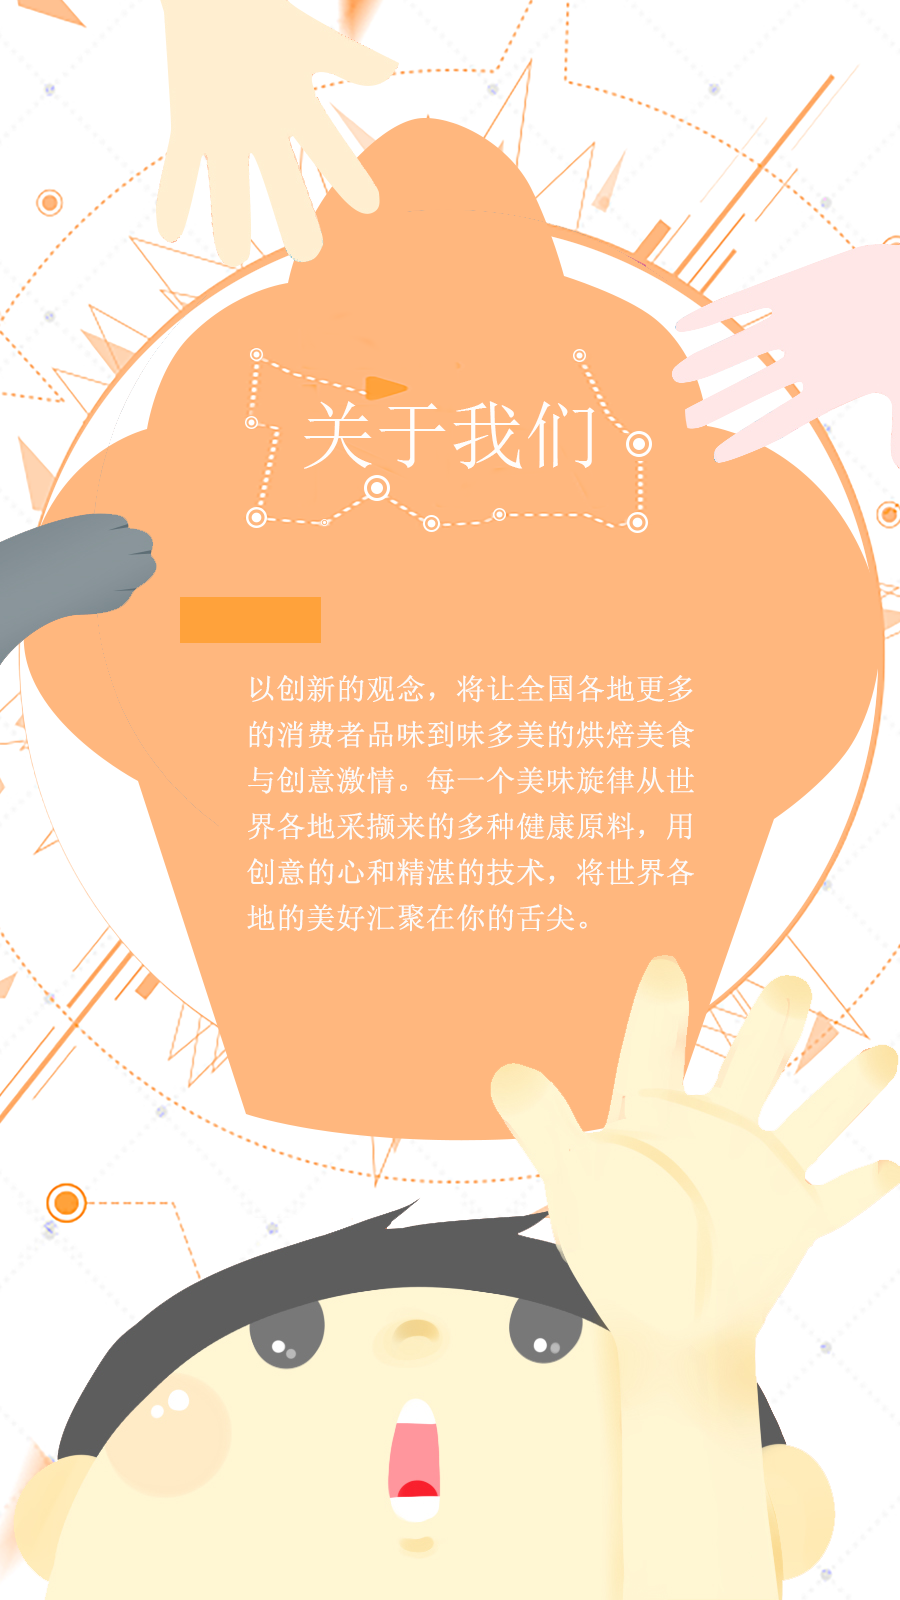 关于我们
以创新的观念，将让全国各地更多
的消费者品味到味多美的烘焙美食
与创意激情。每一个美味旋律从世
界各地采撷来的多种健康原料，用
创意的心和精湛的技术，将世界各
地的美好汇聚在你的舌尖。